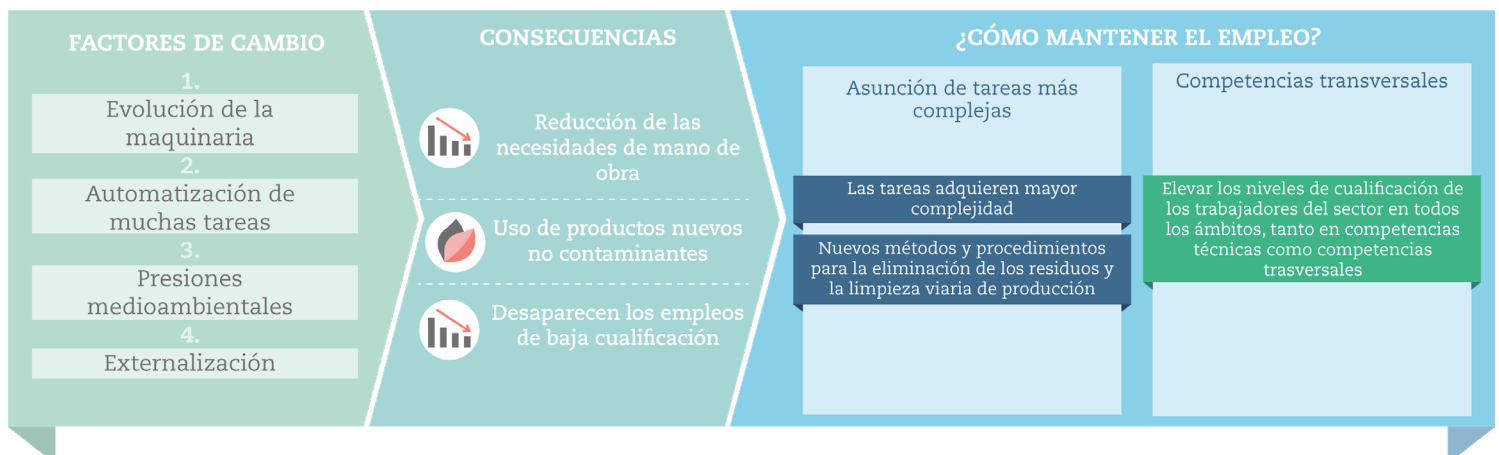 FACTORES DE CAMBIO
1.
Evolución de la
maquinaria
2.
Automatización de
muchas tareas
3.
Presiones
medioambientales
4.
Externalización
CONSECUENCIAS
Reducción de las
necesidades de mano de
obra
Uso de productos nuevos
no contaminantes
Desaparecen los empleos
de baja cualificación
¿CÓMO MANTENER EL EMPLEO?
Asunción de tareas más
complejas
Las tareas adquieren mayor
complejidad
Nuevos métodos y procedimientos
para la eliminación de los residuos y
la limpieza viaria de producción
Competencias transversales
Elevar los niveles de cualificación de
los trabajadores del sector en todos
los ámbitos, tanto en competencias
técnicas como competencias
trasversales